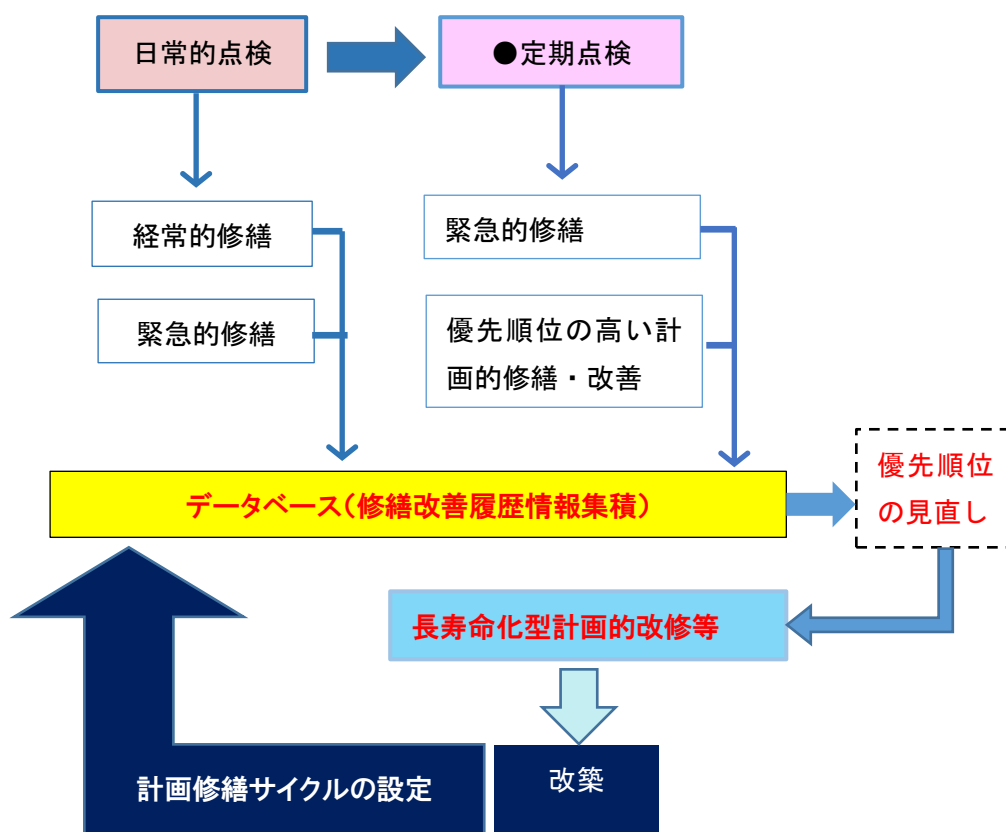 日常的点検
●定期点検
経常的修繕
緊急的修繕
緊急的修繕
優先順位の高い計
画的修繕・改善
データベース(修繕改善履歴情報集積)
優先順位
の見直し
長寿命化型計画的改修等
計画修繕サイクルの設定
改築